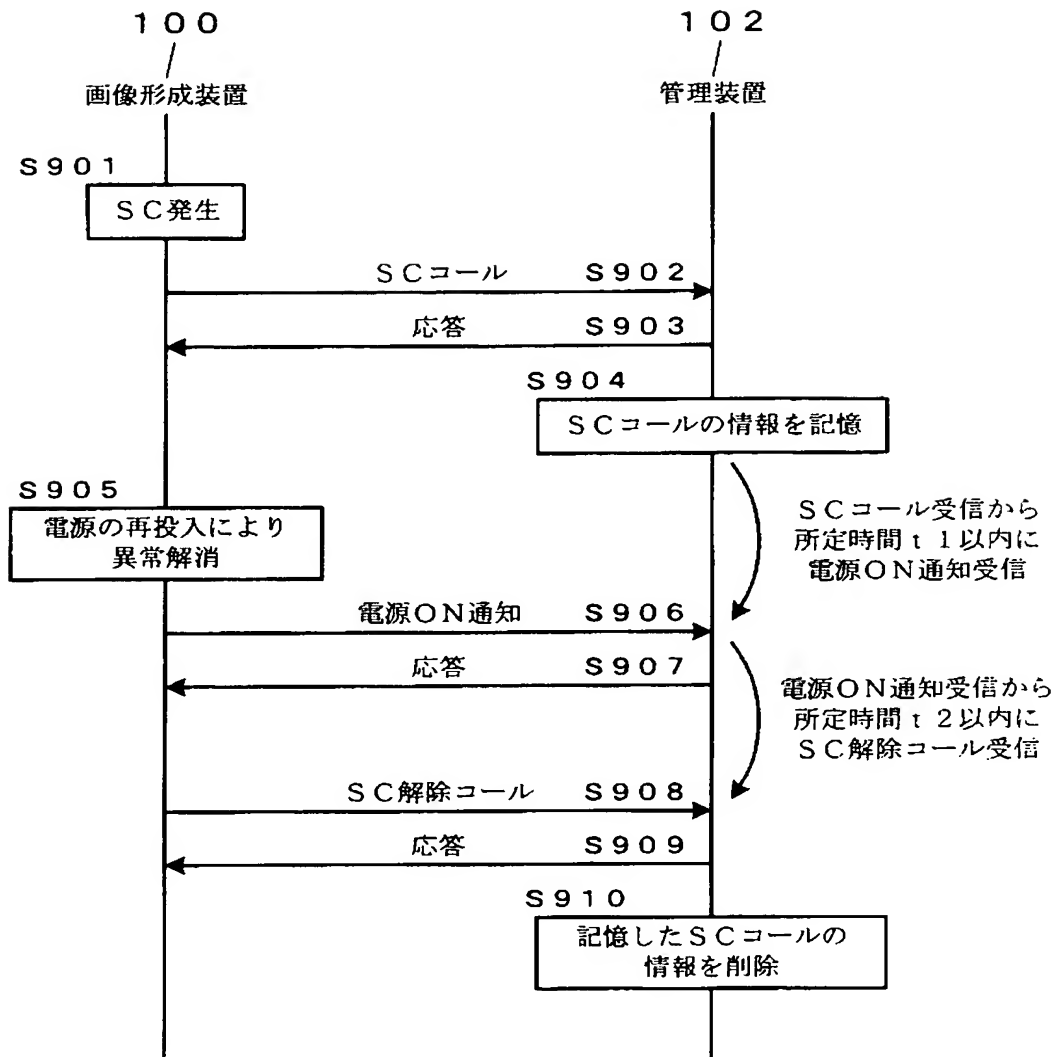 100
102
画像形成装置
管理装置
S901
SC発生
SCコール
S902
応答
S903
S904
SCコールの情報を記憶
S905
電源の再投入により
異常解消
SCコール受信から
所定時間t1以内に
電源ON通知受信
電源ON通知
S906
応答
S907
電源ON通知受信から
所定時間t2以内に
SC解除コール受信
SC解除コール
S908
応答
S909
S910
記憶したSCコールの
情報を削除